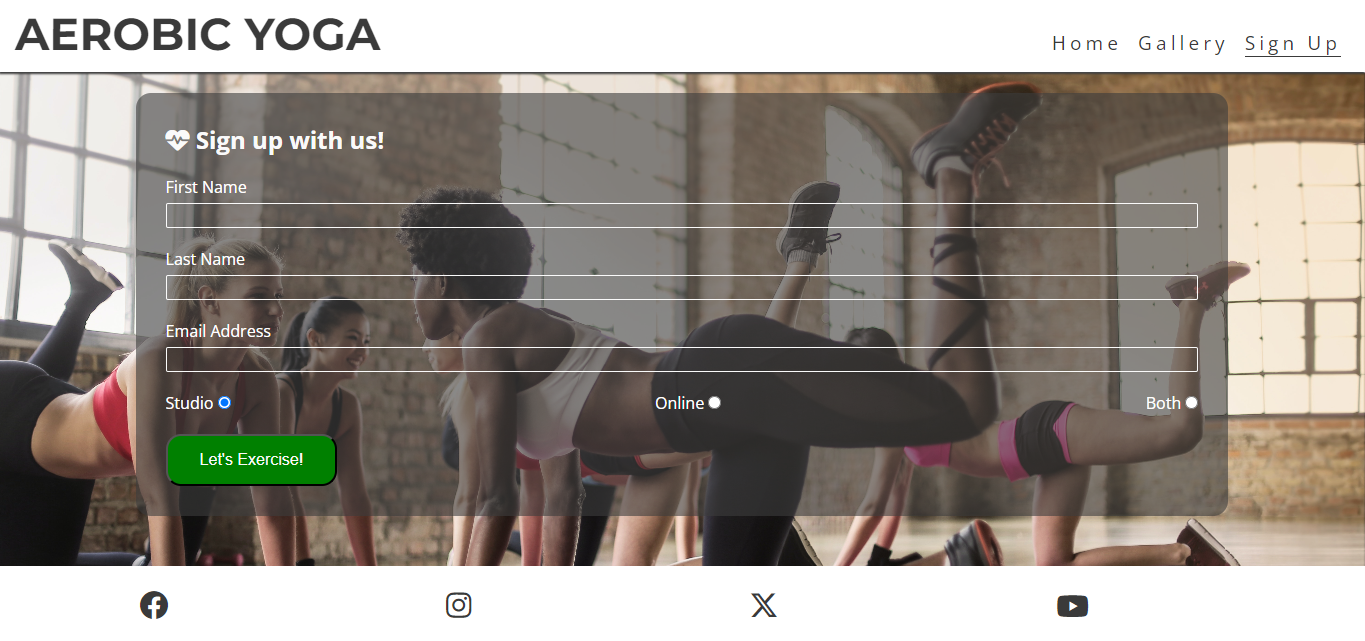 AEROBIC YOGA
Home Gallery Sign Up
Sign up with us!
First Name
Last Name
Email Address
Studio Online Both
Let's Exercise!